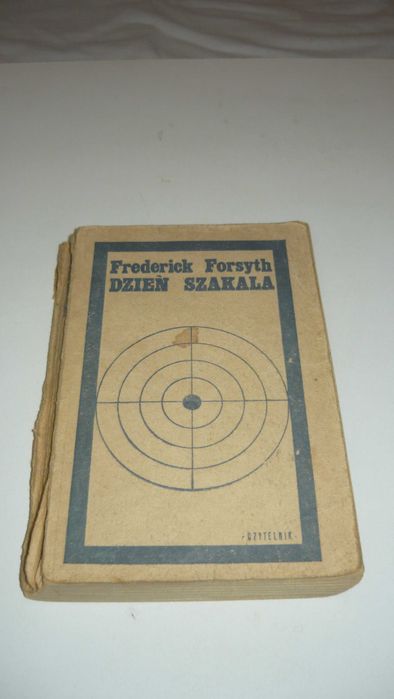 Frederick Forsyth
DZIEŃ SZAKALA
·CZYTELNIK·